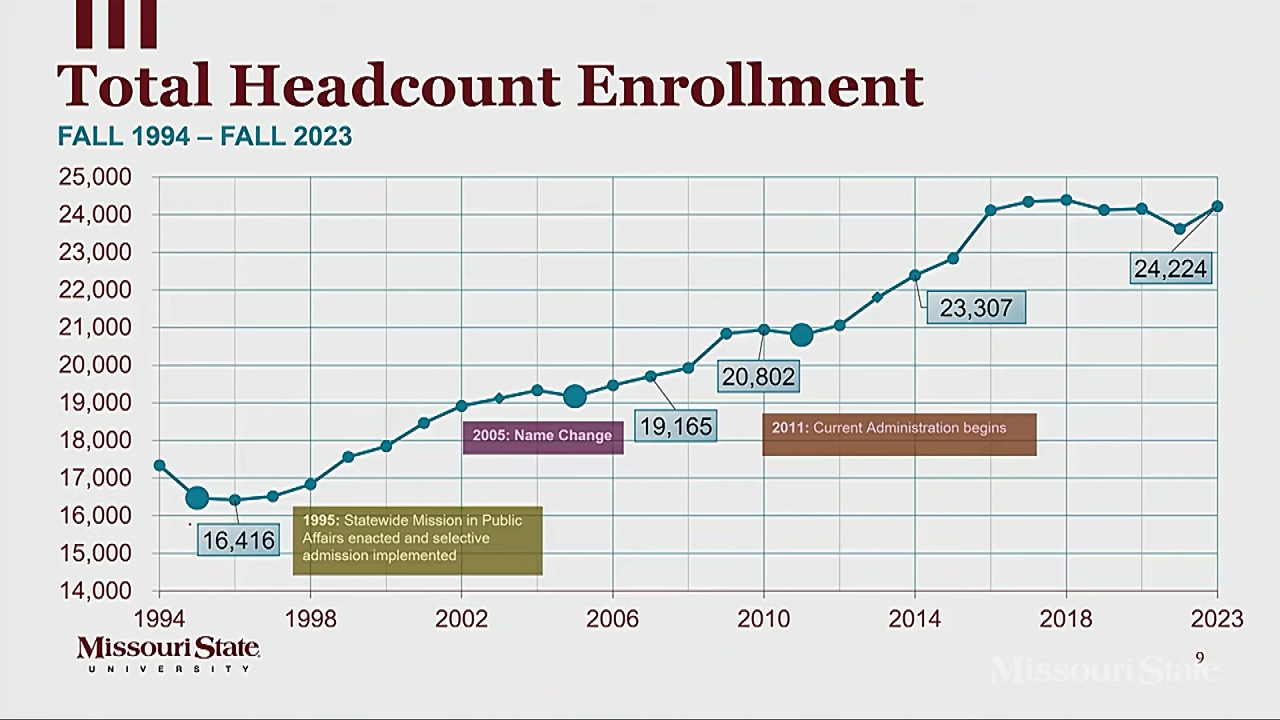 Total Headcount Enrollment
FALL 1994 – FALL 2023
25,000
24,000
23,000
22,000
21,000
20,000
19,000
18,000
17,000
16,000
15,000
14,000
24,224
23,307
20,802
19,165
16,416
2005: Name Change
2011: Current Administration begins
1995: Statewide Mission in Public
Affairs enacted and selective
admission implemented
1994 1998 2002 2006 2010 2014 2018 2023
Missouri State
UNIVERSITY
9
Missouri State